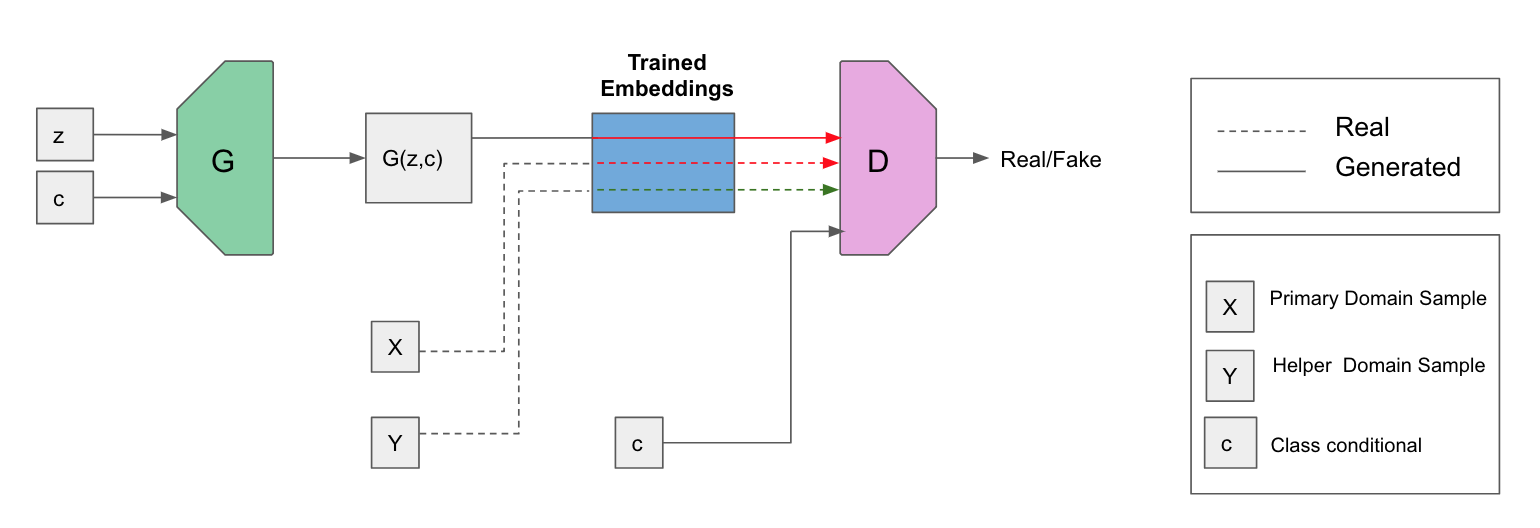 Trained
Embeddings
z
c
G
G(z,c)
D
Real/Fake
X
Y
c
Real
Generated
X Primary Domain Sample
Y Helper Domain Sample
c Class conditional